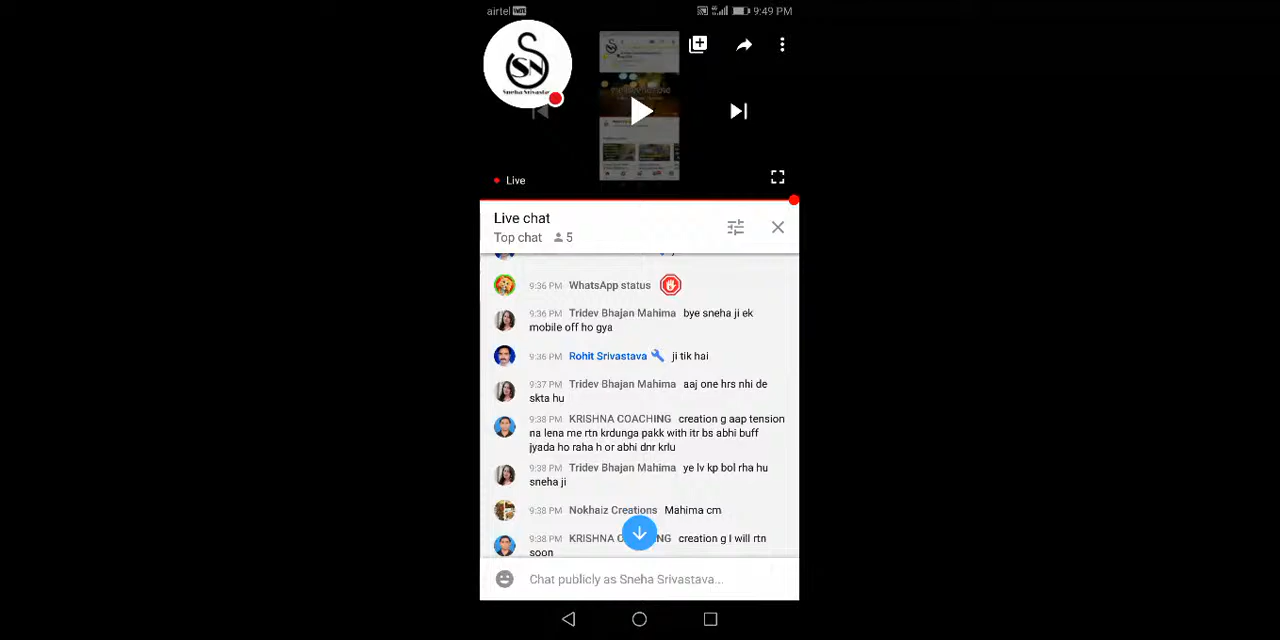 airtel 9:49 PM
SN
Sneha Srivastava
Live
Live chat
Top chat 5
9:36 PM WhatsApp status
9:36 PM Tridev Bhajan Mahima bye sneha ji ek
mobile off ho gya
9:36 PM Rohit Srivastava ji tik hai
9:37 PM Tridev Bhajan Mahima aaj one hrs nhi de
skta hu
9:38 PM KRISHNA COACHING creation g aap tension
na lena me rtn krdunga pakk with itr bs abhi buff
jyada ho raha h or abhi dnr krlu
9:38 PM Tridev Bhajan Mahima ye lv kp bol rha hu
sneha ji
9:38 PM Nokhaiz Creations Mahima cm
9:38 PM KRISHNA creation g I will rtn
soon
Chat publicly as Sneha Srivastava...